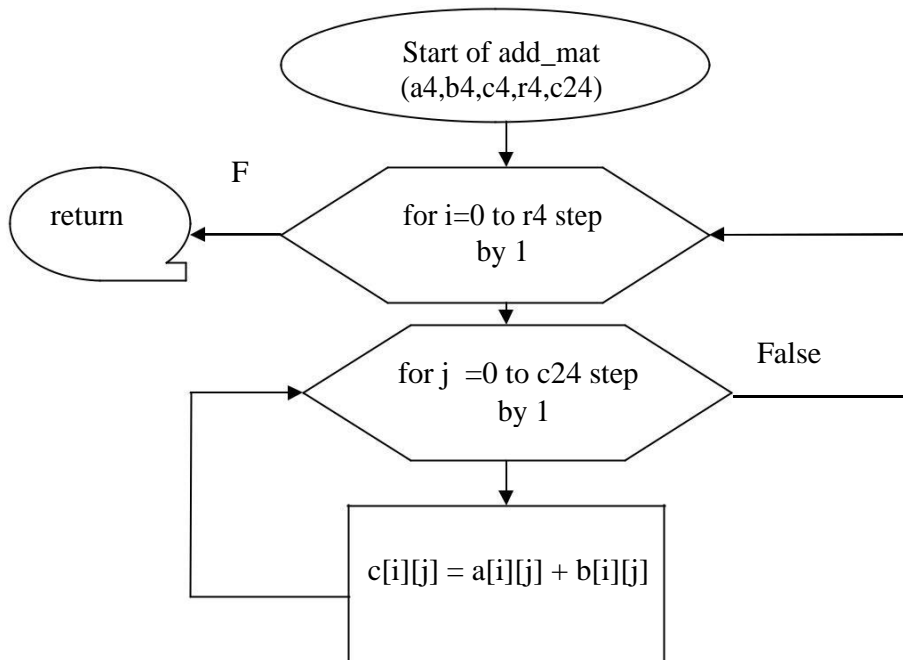 Start of add_mat
(a4,b4,c4,r4,c24)
F
return
for i=0 to r4 step
by 1
False
for j  =0 to c24 step
by 1
c[i][j] = a[i][j] + b[i][j]